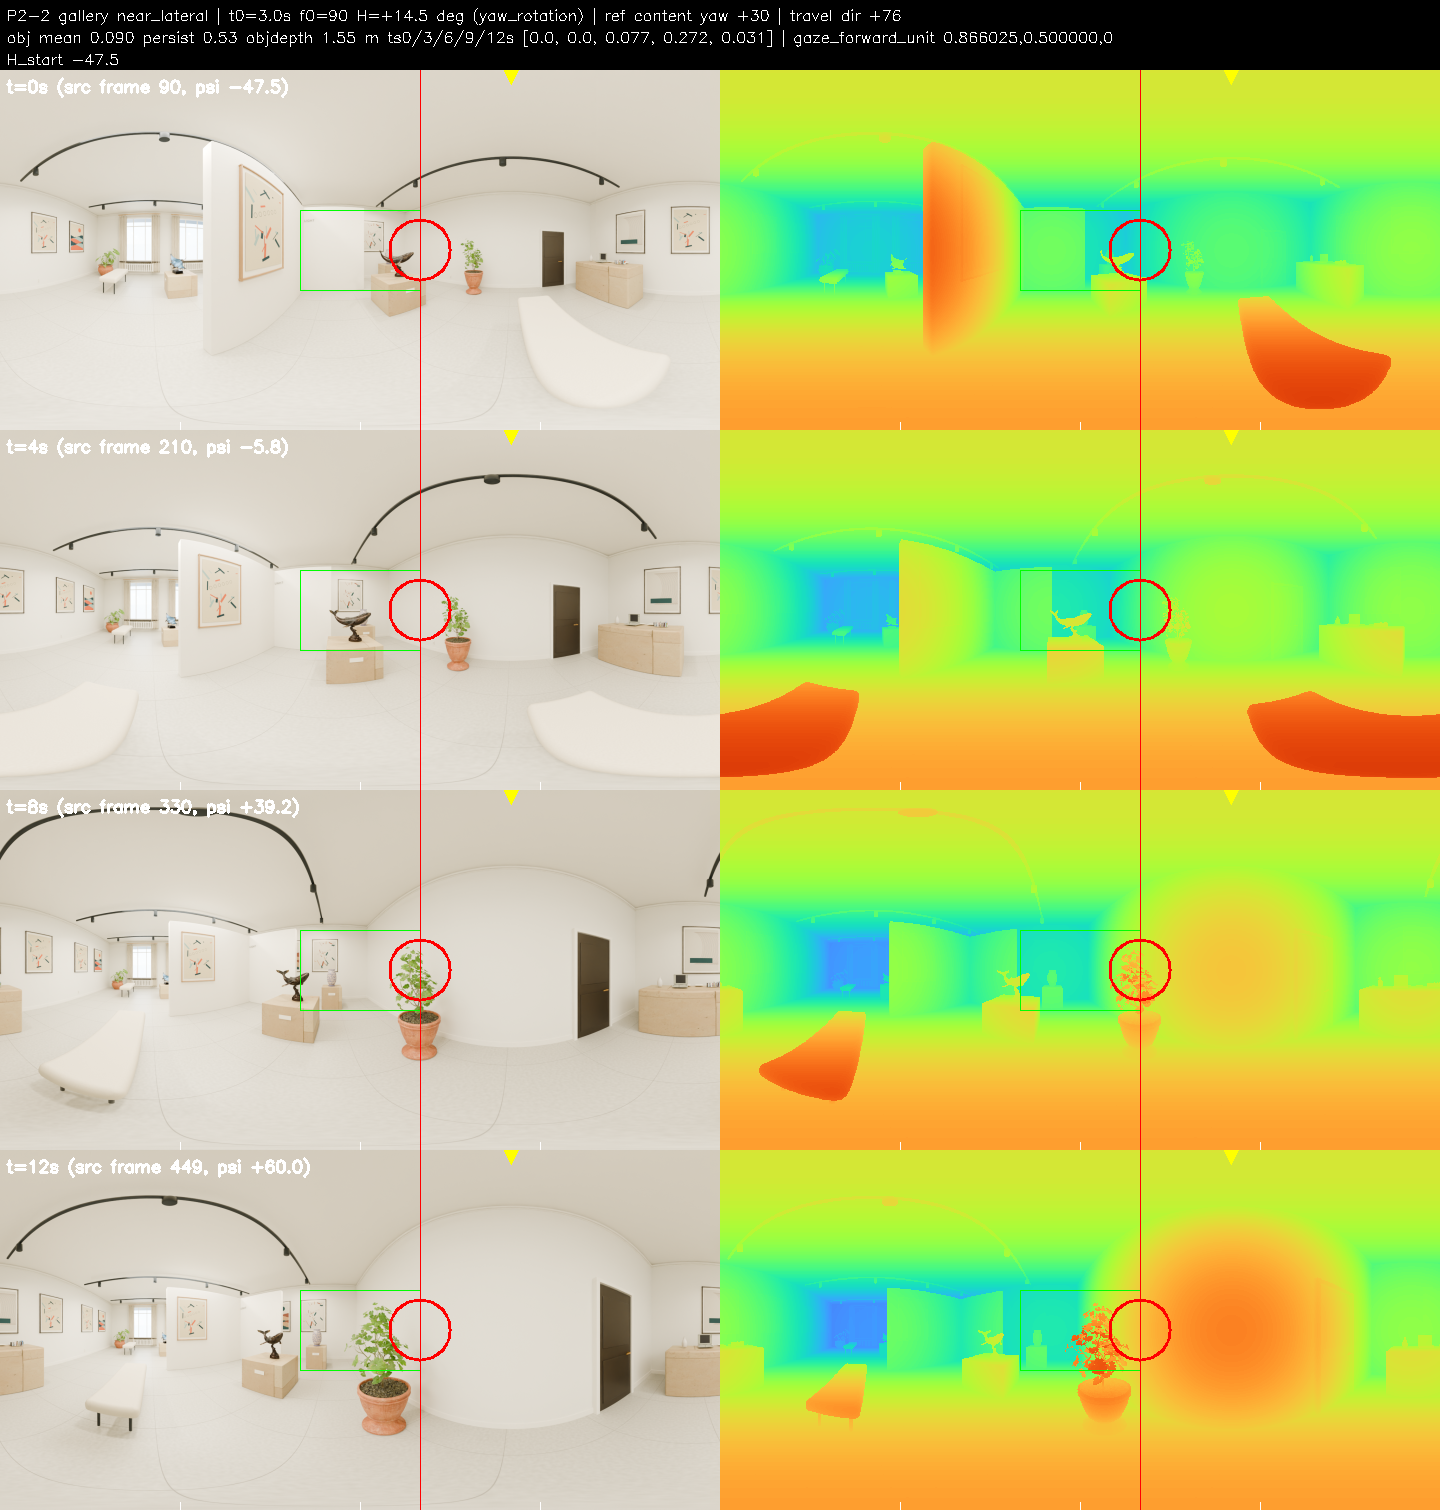 P2-2 gallery near_lateral | t0=3.0s f0=90 H=+14.5 deg (yaw_rotation) | ref content yaw +30 | travel dir +76
obj mean 0.090 persist 0.53 objdepth 1.55 m ts0/3/6/9/12s [0.0, 0.0, 0.077, 0.272, 0.031] | gaze_forward_unit 0.866025,0.500000,0
H_start -47.5
t=0s (src frame 90, psi -47.5)
t=4s (src frame 210, psi -5.8)
t=8s (src frame 330, psi +39.2)
t=12s (src frame 449, psi +60.0)